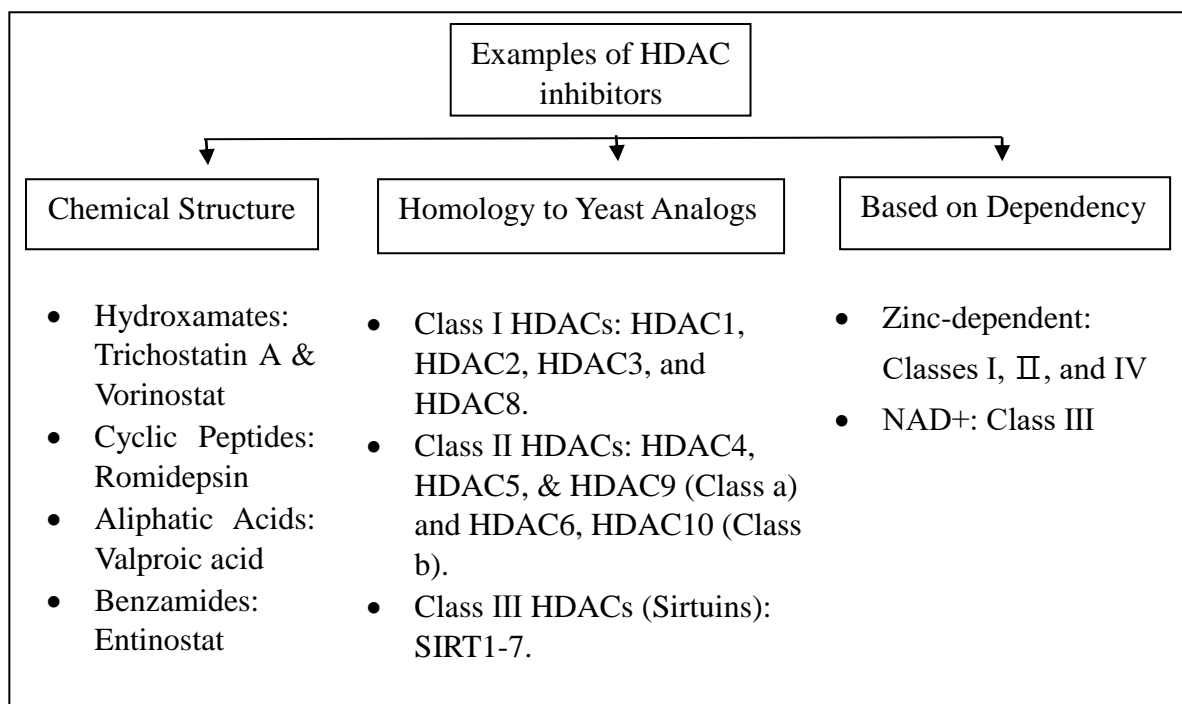 Examples of HDAC
inhibitors
Chemical Structure
Homology to Yeast Analogs
Based on Dependency
• Hydroxamates:
Trichostatin A &
Vorinostat
• Cyclic Peptides:
Romidepsin
• Aliphatic Acids:
Valproic acid
• Benzamides:
Entinostat
• Class I HDACs: HDAC1,
HDAC2, HDAC3, and
HDAC8.
• Class II HDACs: HDAC4,
HDAC5, & HDAC9 (Class a)
and HDAC6, HDAC10 (Class
b).
• Class III HDACs (Sirtuins):
SIRT1-7.
• Zinc-dependent:
Classes I, Ⅱ, and IV
• NAD+: Class III